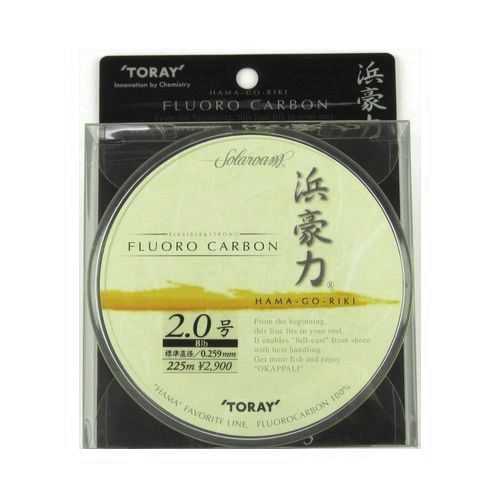 'TORAY'
Innovation by Chemistry
HAMA-GO-RIKI
FLUORO CARBON
From the beginning, this line fits in your reel.
浜豪力
Solaroam®
浜豪力®
FLEXIBLE & STRONG
FLUORO CARBON
HAMA-GO-RIKI
2.0号
8lb
標準直径/0.259mm
225m ¥2,900
From the beginning,
this line fits in your reel.
It enables "full-cast" from shore
with best handling.
Get more fish and enjoy
"OKAPPALI"
'TORAY'
"HAMA" FAVORITE LINE, FLUOROCARBON 100%